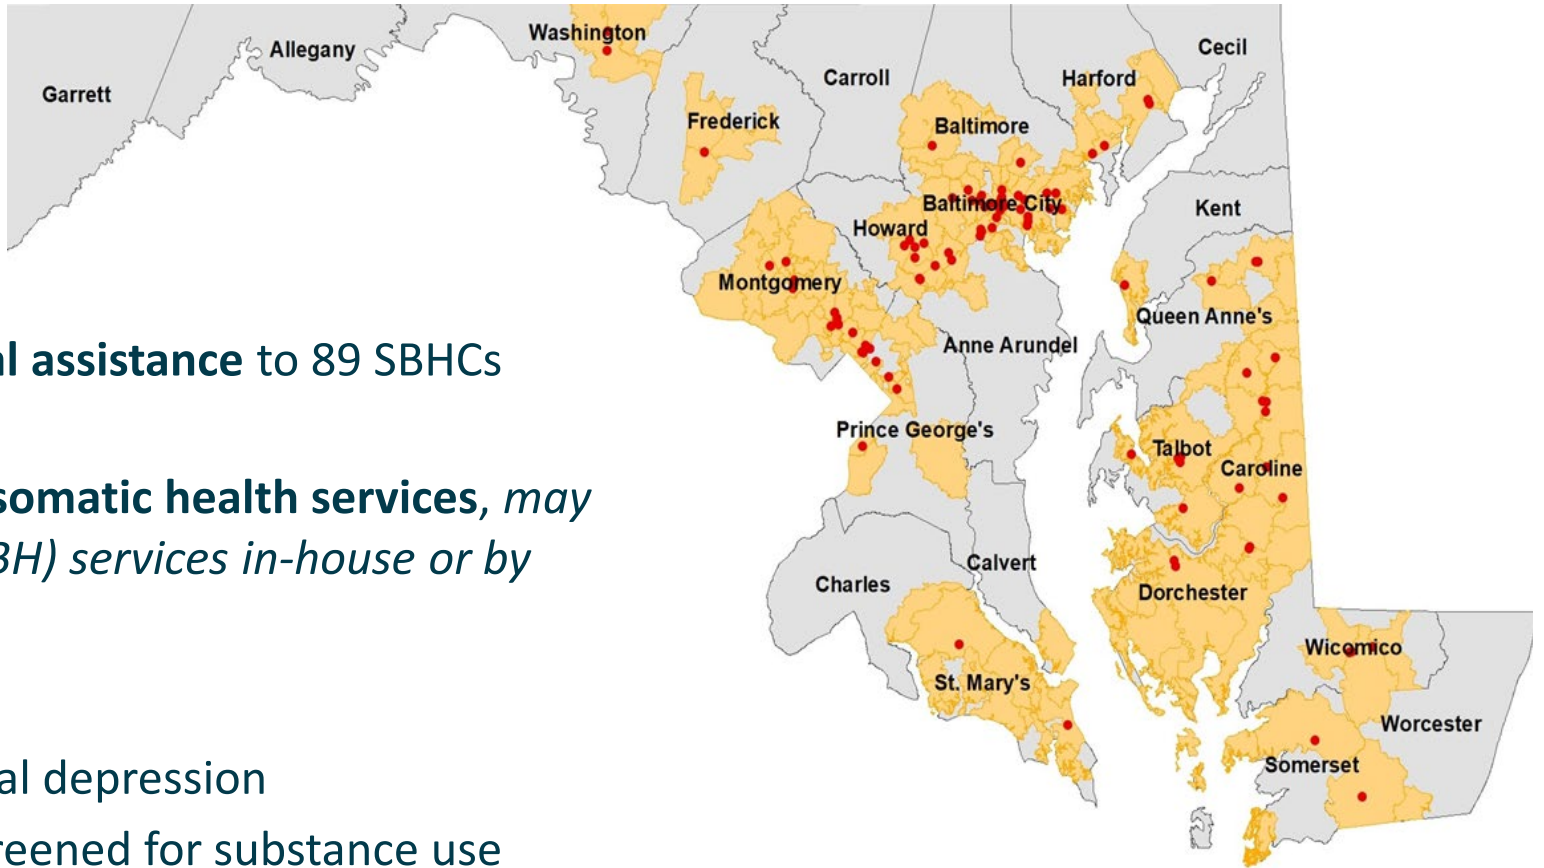 l assistance to 89 SBHCs
somatic health services, may
BH) services in-house or by
al depression
reened for substance use
Washington
Allegany
Garrett
Cecil
Harford
Carroll
Frederick
Baltimore
Baltimore City
Kent
Howard
Montgomery
Queen Anne's
Anne Arundel
Prince George's
Talbot
Caroline
Calvert
Charles
Dorchester
Wicomico
St. Mary's
Worcester
Somerset